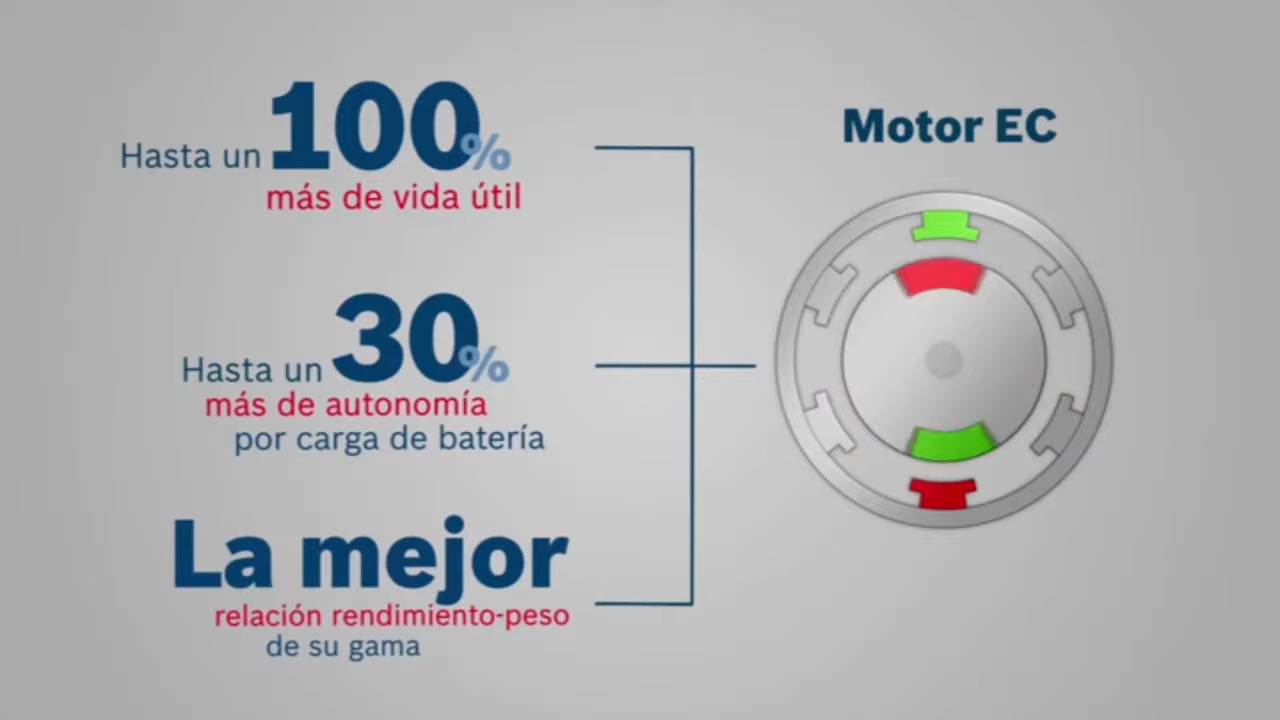 Hasta un 100%
más de vida útil
Hasta un 30%
más de autonomía
por carga de batería
La mejor
relación rendimiento-peso
de su gama
Motor EC